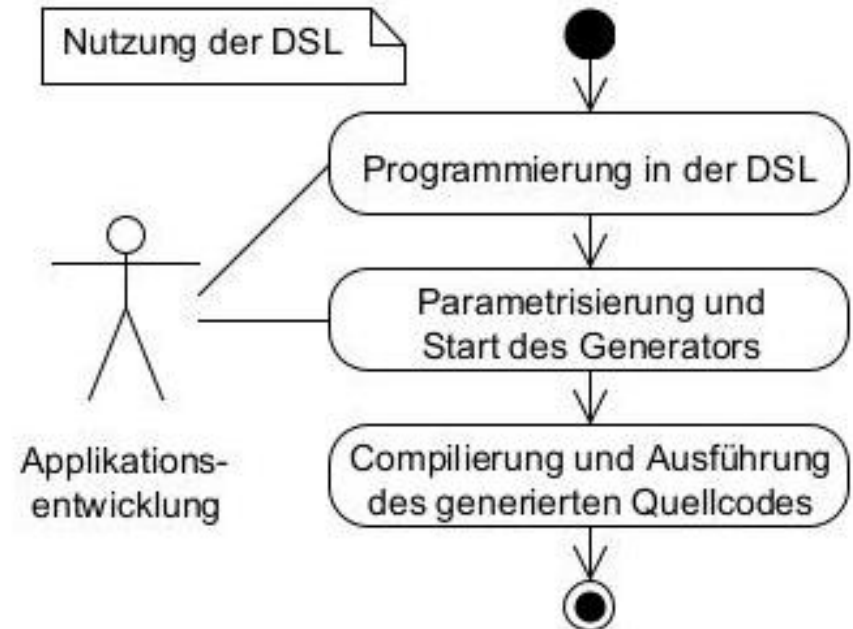 Nutzung der DSL
Programmierung in der DSL
Parametrisierung und
Start des Generators
Applikations-
entwicklung
Compilierung und Ausführung
des generierten Quellcodes